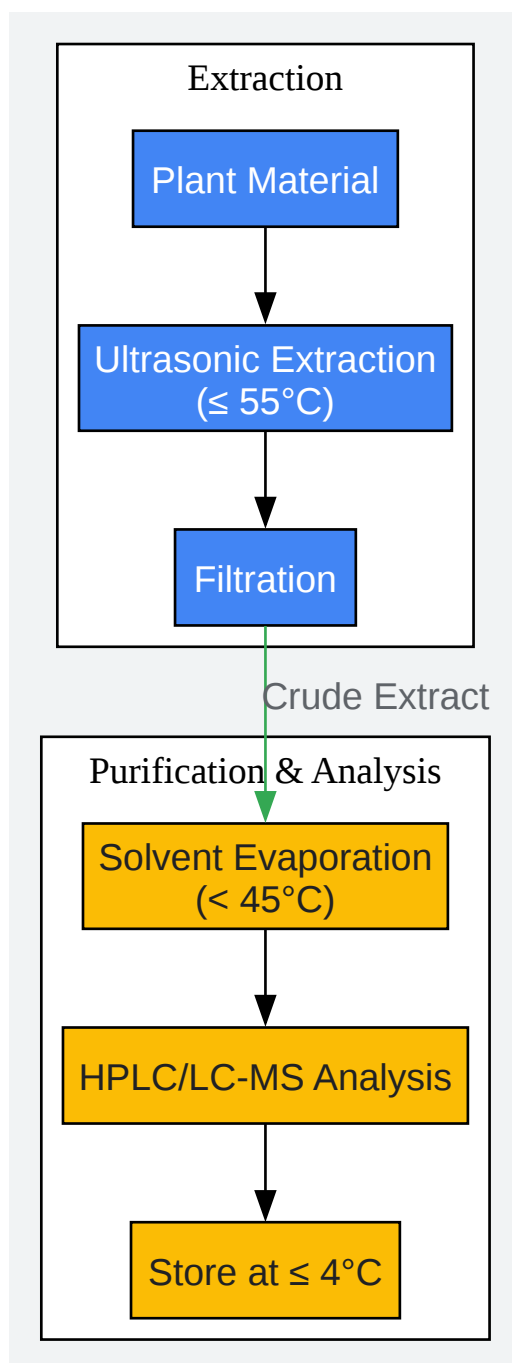 Extraction
Plant Material
Ultrasonic Extraction
(≤ 55°C)
Filtration
Crude Extract
Purification & Analysis
Solvent Evaporation
(< 45°C)
HPLC/LC-MS Analysis
Store at ≤ 4°C